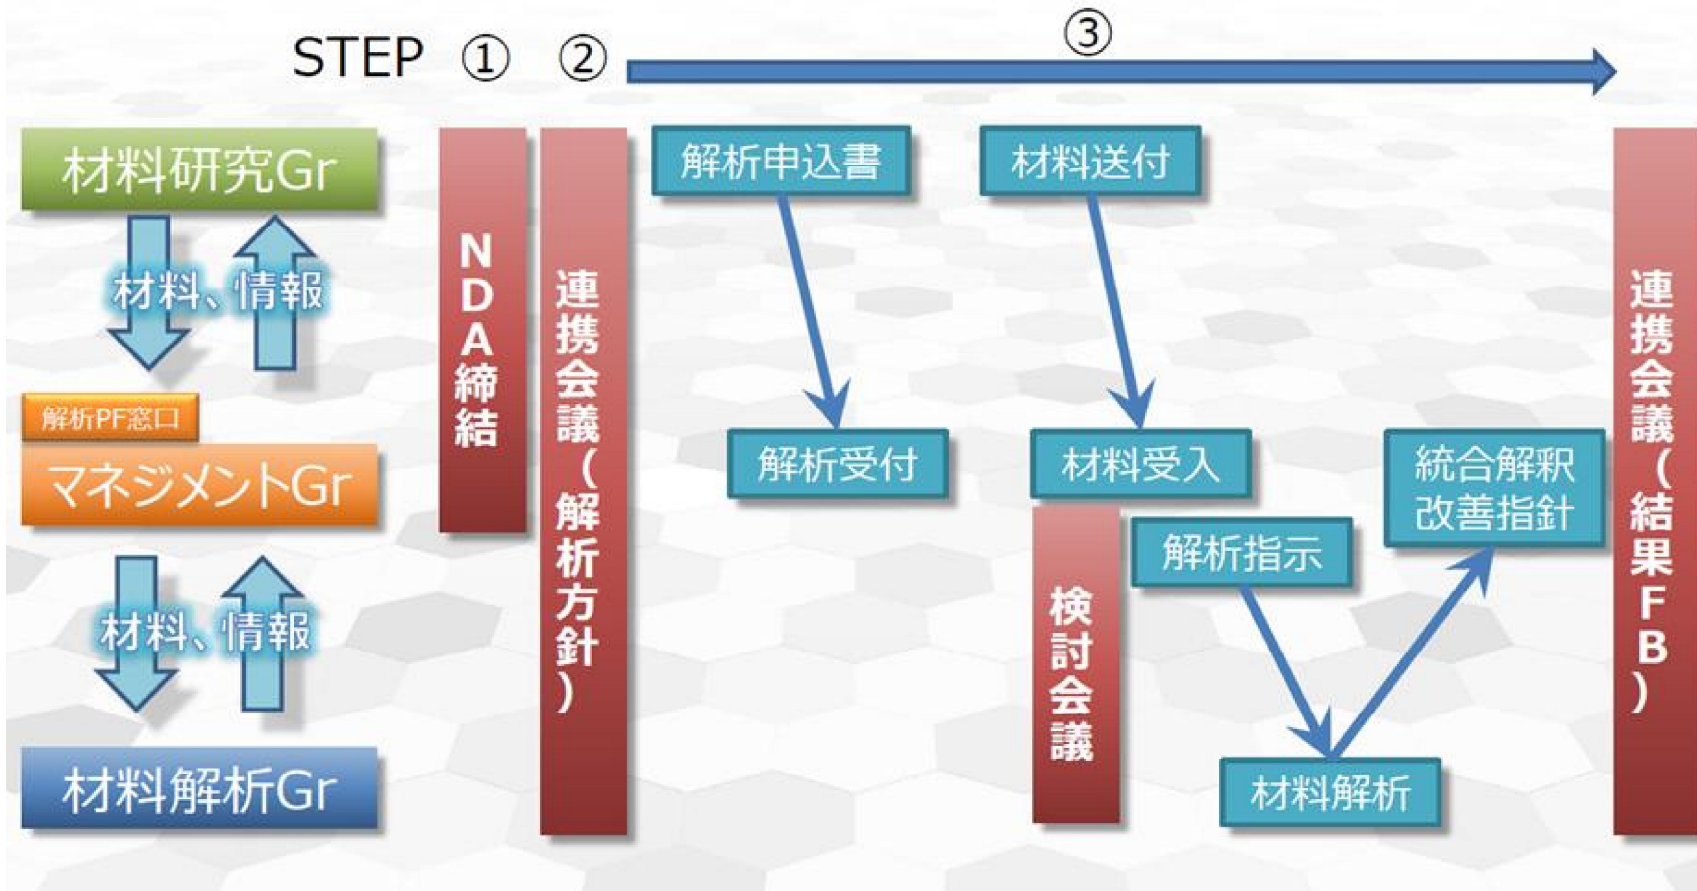 STEP ① ② ③
材料研究Gr
材料、情報
解析PF窓口
マネジメントGr
材料、情報
材料解析Gr
NDA締結
連携会議(解析方針)
解析申込書
解析受付
材料送付
材料受入
検討会議
解析指示
材料解析
統合解釈
改善指針
連携会議(結果FB)